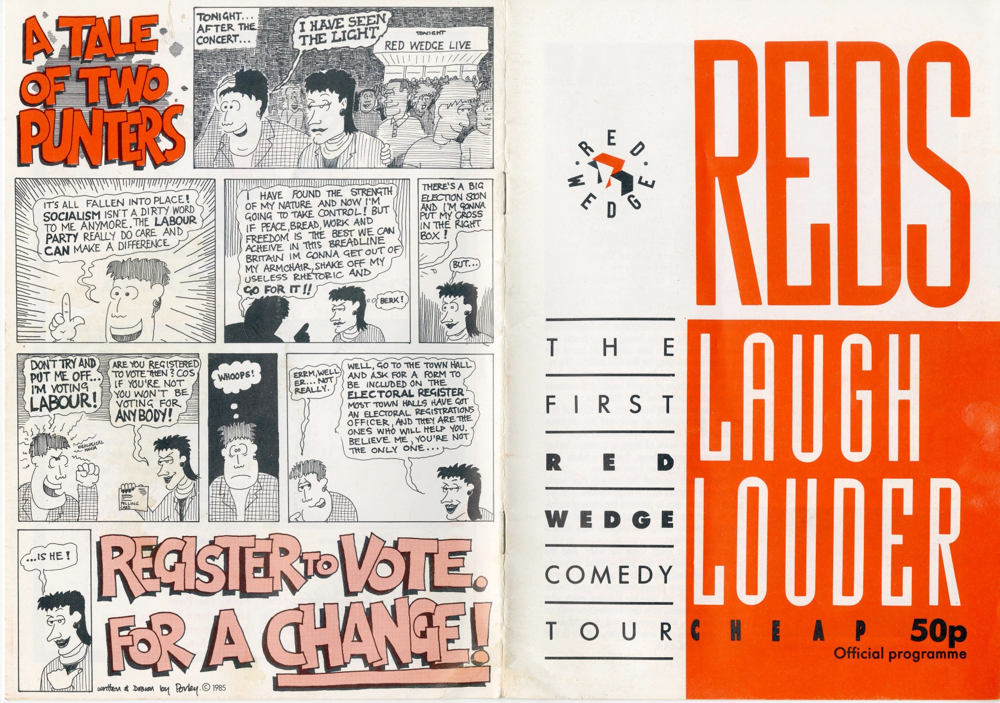 A TALE
OF TWO
PUNTERS
TONIGHT...
AFTER THE
CONCERT...
I HAVE SEEN
THE LIGHT
TONIGHT
RED WEDGE LIVE
IT'S ALL FALLEN INTO PLACE!
SOCIALISM ISN'T A DIRTY WORD
TO ME ANYMORE. THE LABOUR
PARTY REALLY DO CARE AND
CAN MAKE A DIFFERENCE
I HAVE FOUND THE STRENGTH
OF MY NATURE AND NOW I'M
GOING TO TAKE CONTROL! BUT
IF PEACE, BREAD, WORK AND
FREEDOM IS THE BEST WE CAN
ACHEIVE IN THIS BREADLINE
BRITAIN IM GONNA GET OUT OF
MY ARMCHAIR, SHAKE OFF MY
USELESS RHETORIC AND
GO FOR IT!!
BERK!
THERE'S A BIG
ELECTION SOON
AND I'M GONNA
PUT MY CROSS
IN THE RIGHT
BOX!
BUT...
DON'T TRY AND
PUT ME OFF...
I'M VOTING
LABOUR!
IDEOLOGICAL
MANIA
ARE YOU REGISTERED
TO VOTE THEN? COS
IF YOU'RE NOT
YOU WON'T BE
VOTING FOR
ANYBODY!
POLLING
CARD
WHOOPS!
ERRM, WELL
ER... NOT
REALLY.
WELL, GO TO THE TOWN HALL
AND ASK FOR A FORM TO
BE INCLUDED ON THE
ELECTORAL REGISTER
MOST TOWN HALLS HAVE GOT
AN ELECTORAL REGISTRATIONS
OFFICER, AND THEY ARE THE
ONES WHO WILL HELP YOU.
BELIEVE ME, YOU'RE NOT
THE ONLY ONE...
...IS HE!
REGISTER TO VOTE.
FOR A CHANGE!
written & Drawn by Porky. © 1985
RED WEDGE
THE
FIRST
RED
WEDGE
COMEDY
TOUR
REDS
LAUGH
LOUDER
CHEAP 50p
Official programme